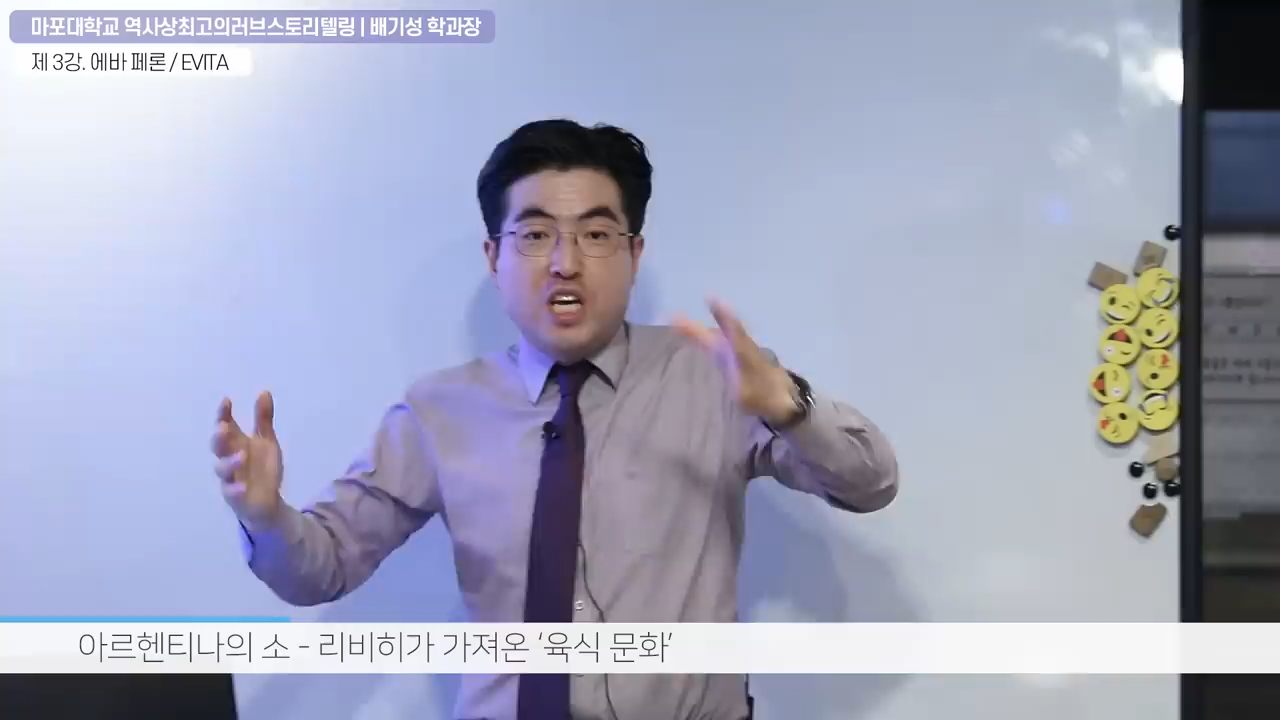 마포대학교 역사상최고의러브스토리텔링 | 배기성 학과장
제 3강. 에바 페론 / EVITA
아르헨티나의 소 - 리비히가 가져온 ‘육식 문화’